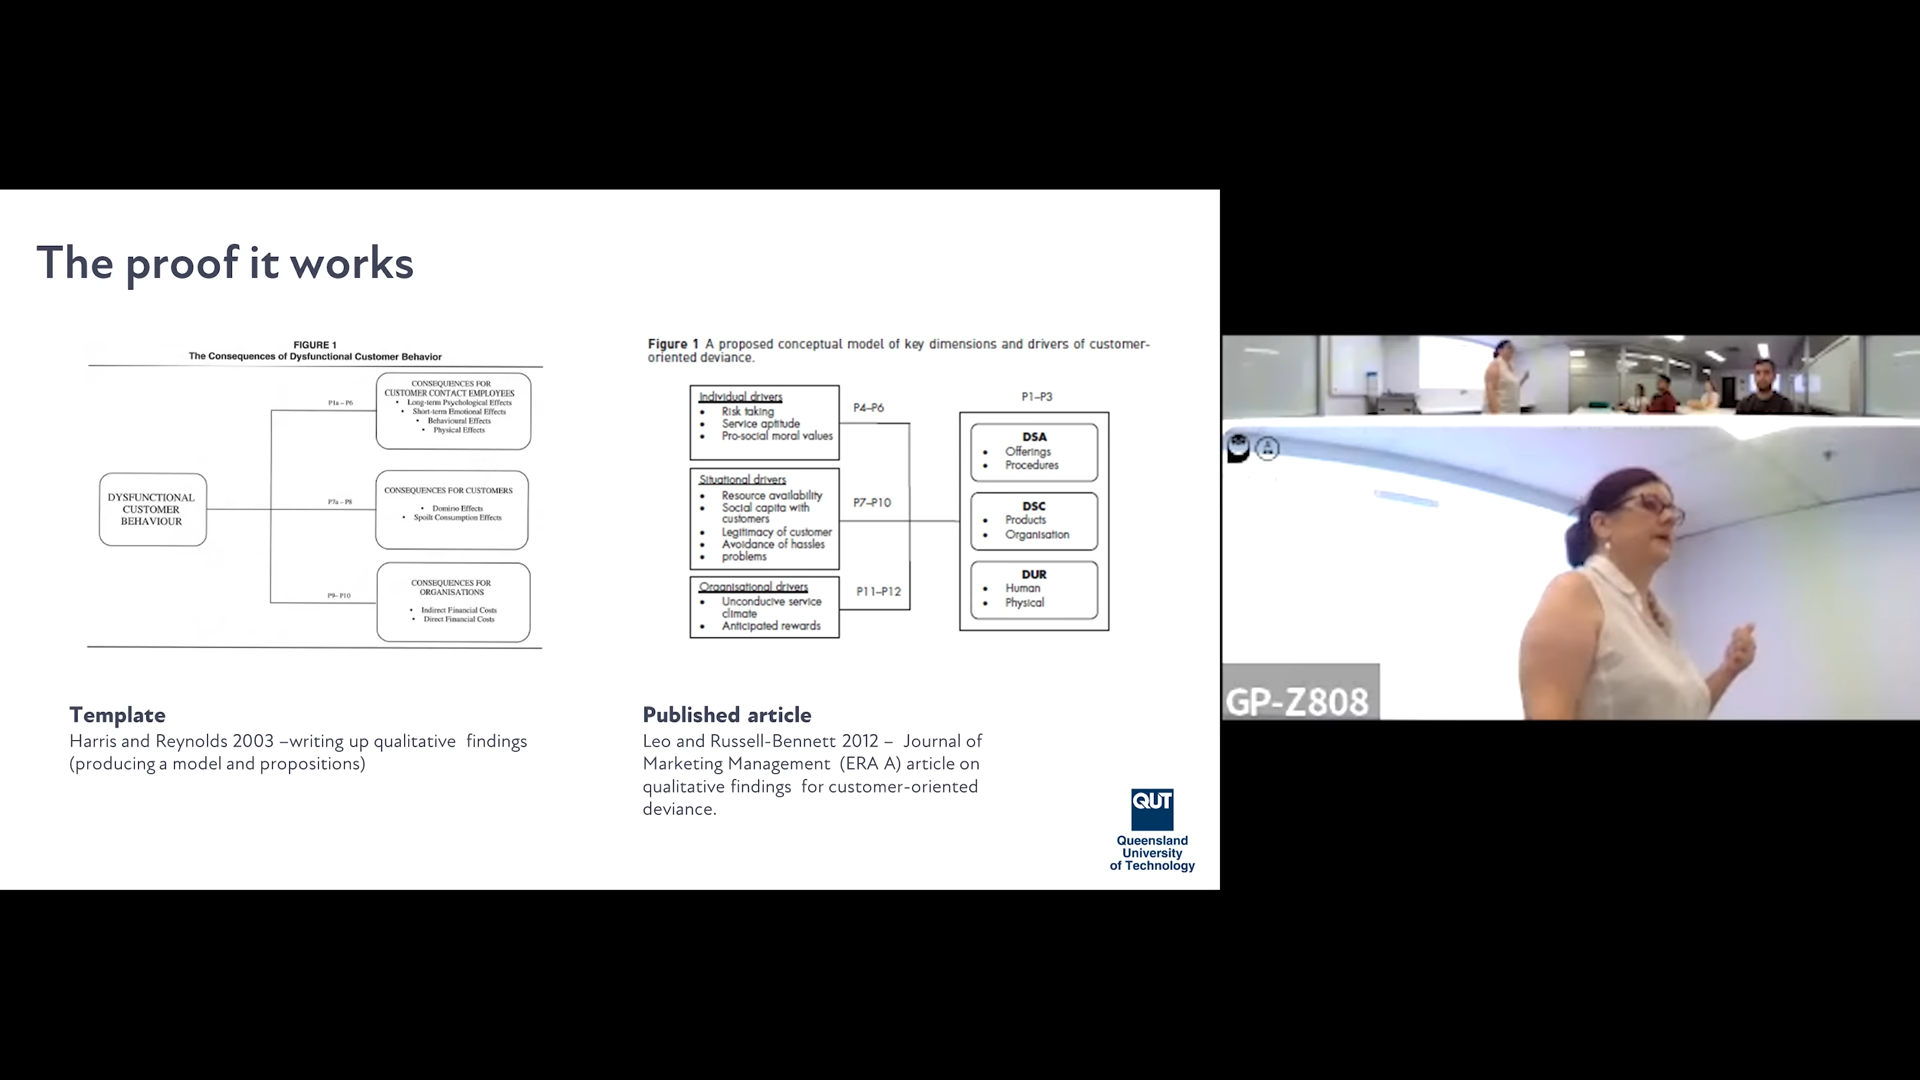 The proof it works
FIGURE 1
The Consequences of Dysfunctional Customer Behavior
CONSEQUENCES FOR
CUSTOMER CONTACT EMPLOYEES
• Long-term Psychological Effects
• Short-term Emotional Effects
• Behavioural Effects
• Physical Effects
P1a – P6
DYSFUNCTIONAL
CUSTOMER
BEHAVIOUR
P7a – P8
CONSEQUENCES FOR CUSTOMERS
• Domino Effects
• Spoilt Consumption Effects
P9– P10
CONSEQUENCES FOR
ORGANISATIONS
• Indirect Financial Costs
• Direct Financial Costs
Template
Harris and Reynolds 2003 –writing up qualitative findings
(producing a model and propositions)
Figure 1 A proposed conceptual model of key dimensions and drivers of customer-
oriented deviance.
Individual drivers
• Risk taking
• Service aptitude
• Pro-social moral values
P4–P6
Situational drivers
• Resource availability
• Social capita with
customers
• Legitimacy of customer
• Avoidance of hassles
• problems
P7–P10
Organisational drivers
• Unconducive service
climate
• Anticipated rewards
P11–P12
P1–P3
DSA
• Offerings
• Procedures
DSC
• Products
• Organisation
DUR
• Human
• Physical
Published article
Leo and Russell-Bennett 2012 – Journal of
Marketing Management (ERA A) article on
qualitative findings for customer-oriented
deviance.
QUT
Queensland
University
of Technology
GP-Z808